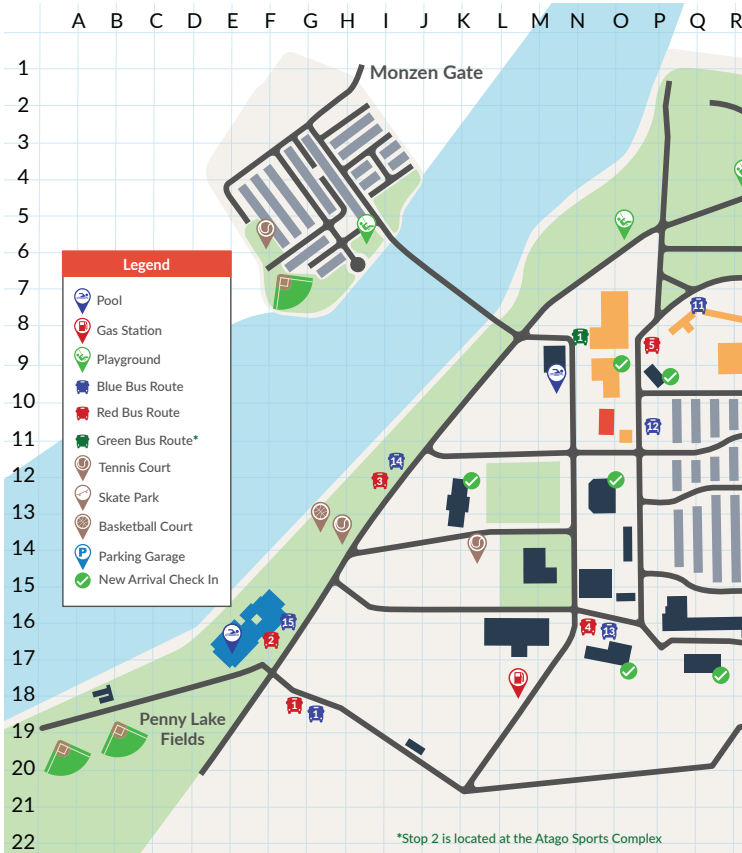 A B C D E F G H I J K L M N O P Q R
1
2
3
4
5
6
7
8
9
10
11
12
13
14
15
16
17
18
19
20
21
22
Monzen Gate
Legend
Pool
Gas Station
Playground
Blue Bus Route
Red Bus Route
Green Bus Route*
Tennis Court
Skate Park
Basketball Court
P Parking Garage
New Arrival Check In
11
1
5
12
14
3
15
2
4
13
1
1
Penny Lake
Fields
*Stop 2 is located at the Atago Sports Complex